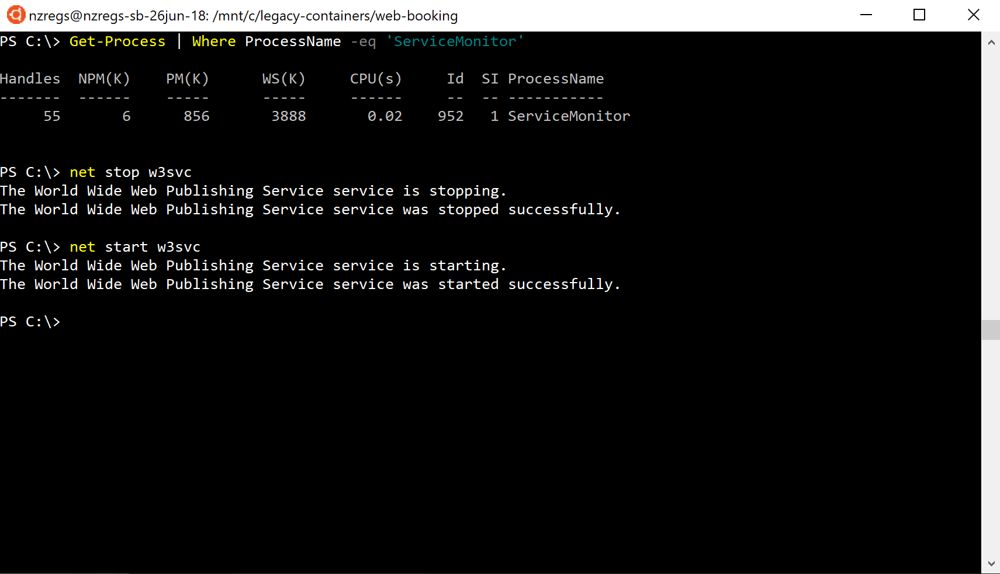 nzregs@nzregs-sb-26jun-18: /mnt/c/legacy-containers/web-booking
PS C:\> Get-Process | Where ProcessName -eq 'ServiceMonitor'
Handles  NPM(K)    PM(K)      WS(K)     CPU(s)     Id  SI ProcessName
-------  ------    -----      -----     ------     --  -- -----------
     55       6      856       3888       0.02    952   1 ServiceMonitor
PS C:\> net stop w3svc
The World Wide Web Publishing Service service is stopping.
The World Wide Web Publishing Service service was stopped successfully.
PS C:\> net start w3svc
The World Wide Web Publishing Service service is starting.
The World Wide Web Publishing Service service was started successfully.
PS C:\>